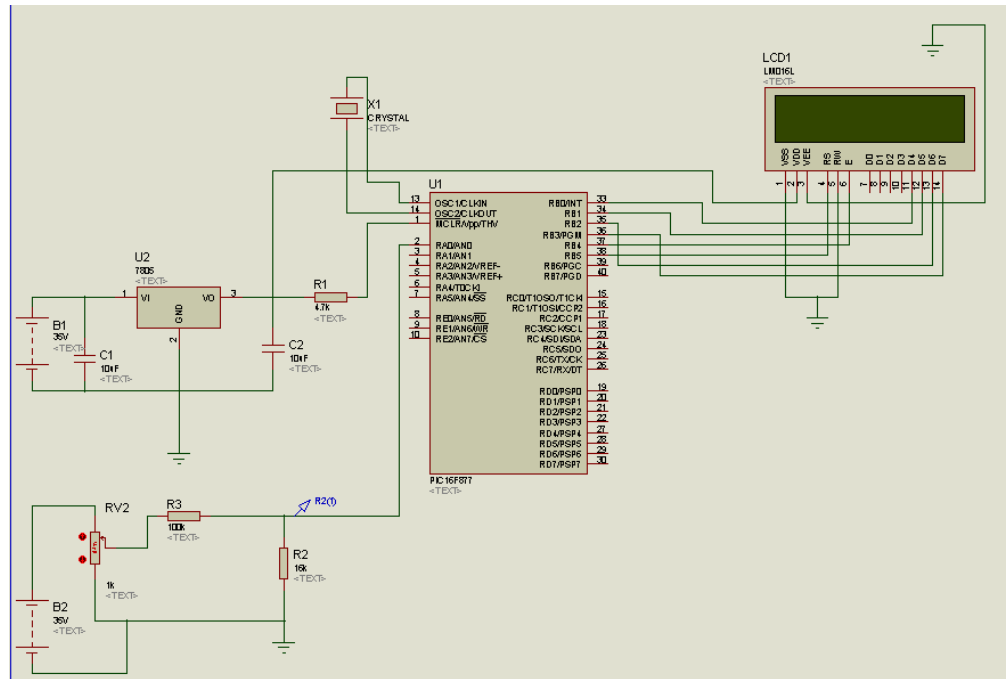 LCD1
LM016L
<TEXT>
VSS
VDD
VEE
RS
RW
E
D0
D1
D2
D3
D4
D5
D6
D7
1
2
3
4
5
6
7
8
9
10
11
12
13
14
X1
CRYSTAL
<TEXT>
U1
13 OSC1/CLKIN
14 OSC2/CLKOUT
1 MCLR/Vpp/THV
2 RA0/AN0
3 RA1/AN1
4 RA2/AN2/VREF-
5 RA3/AN3/VREF+
6 RA4/T0CKI
7 RA5/AN4/SS
8 RE0/AN5/RD
9 RE1/AN6/WR
10 RE2/AN7/CS
RB0/INT 33
RB1 34
RB2 35
RB3/PGM 36
RB4 37
RB5 38
RB6/PGC 39
RB7/PGD 40
RC0/T1OSO/T1CKI 15
RC1/T1OSI/CCP2 16
RC2/CCP1 17
RC3/SCK/SCL 18
RC4/SDI/SDA 23
RC5/SDO 24
RC6/TX/CK 25
RC7/RX/DT 26
RD0/PSP0 19
RD1/PSP1 20
RD2/PSP2 21
RD3/PSP3 22
RD4/PSP4 27
RD5/PSP5 28
RD6/PSP6 29
RD7/PSP7 30
PIC16F877
<TEXT>
U2
7805
<TEXT>
1 VI VO 3
GND
2
R1
4.7k
<TEXT>
B1
35V
<TEXT>
C1
10nF
<TEXT>
C2
10nF
<TEXT>
RV2
1k
<TEXT>
R3
100k
<TEXT>
R2(1)
R2
16k
<TEXT>
B2
35V
<TEXT>